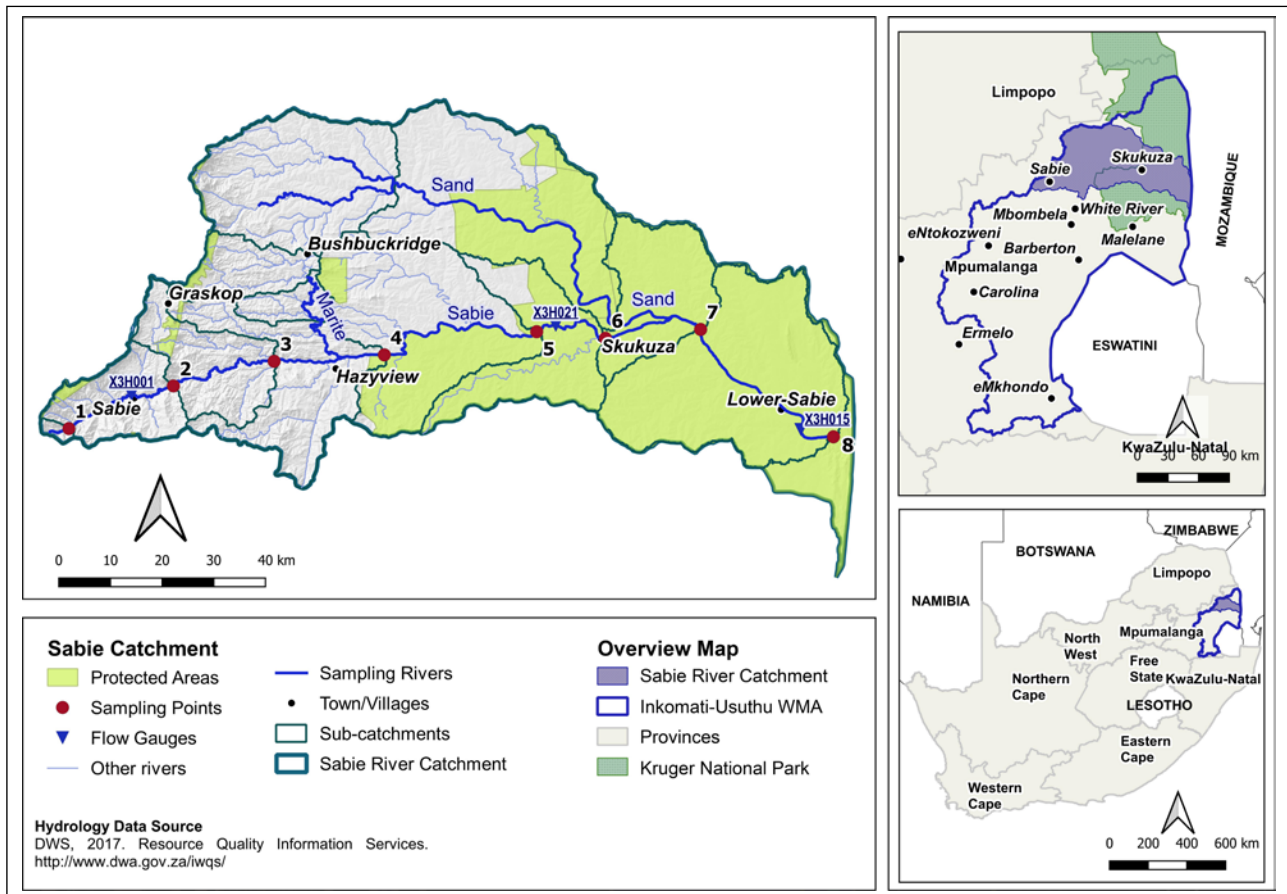 Sand
Bushbuckridge
Graskop
Marite
Sabie
X3H021
Sand
6
7
Skukuza
5
4
3
Hazyview
X3H001
2
Sabie
1
Lower-Sabie
X3H015
8
0 10 20 30 40 km
Sabie Catchment
Protected Areas
Sampling Points
Flow Gauges
Other rivers
Sampling Rivers
Town/Villages
Sub-catchments
Sabie River Catchment
Overview Map
Sabie River Catchment
Inkomati-Usuthu WMA
Provinces
Kruger National Park
Hydrology Data Source
DWS, 2017. Resource Quality Information Services.
http://www.dwa.gov.za/iwqs/
Limpopo
Sabie
Skukuza
MOZAMBIQUE
White River
Mbombela
eNtokozweni
Barberton
Malelane
Mpumalanga
Carolina
Ermelo
ESWATINI
eMkhondo
KwaZulu-Natal
0 30 60 90 km
ZIMBABWE
BOTSWANA
Limpopo
NAMIBIA
Mpumalanga
North
West
Free
State
KwaZulu-Natal
Northern
Cape
LESOTHO
Eastern
Cape
Western
Cape
0 200 400 600 km